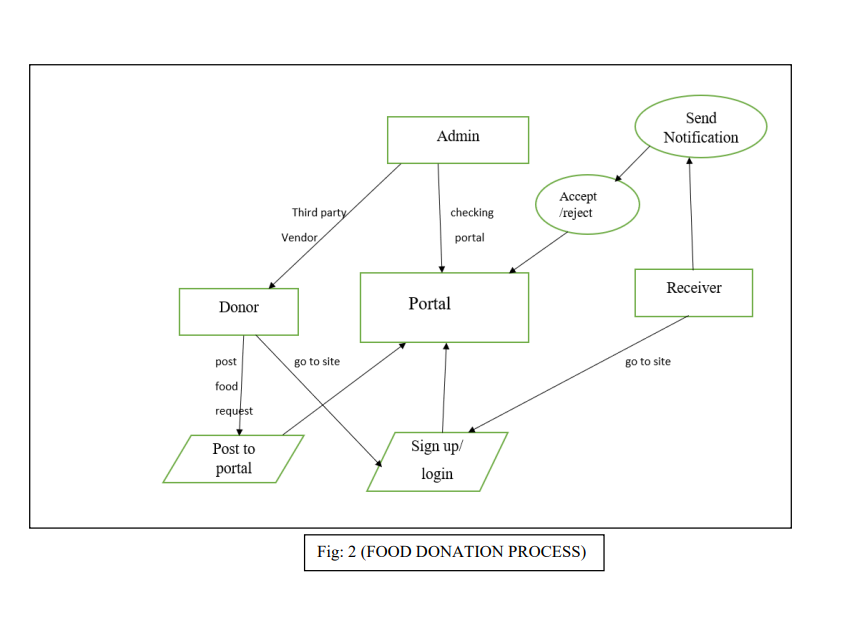 Send
Notification
Admin
Accept
/reject
Third party
Vendor
checking
portal
Donor
Portal
Receiver
post
food
request
go to site
go to site
Post to
portal
Sign up/
login
Fig: 2 (FOOD DONATION PROCESS)